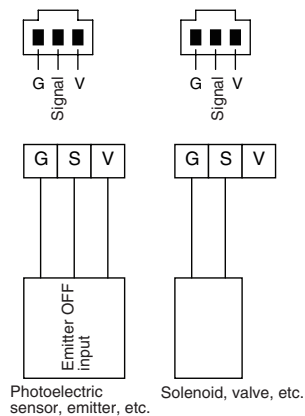 G Signal V
G Signal V
G S V
G S V
Emitter OFF
input
Photoelectric
sensor, emitter, etc.
Solenoid, valve, etc.